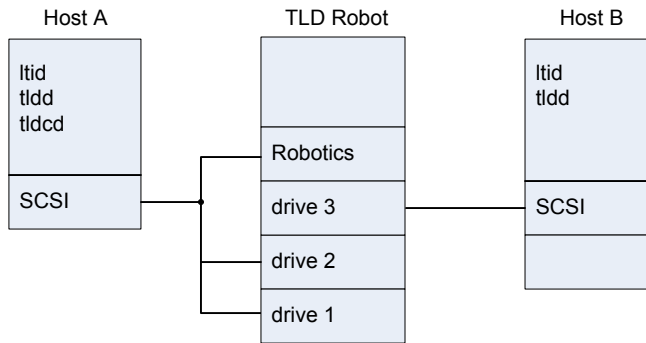 Host A
TLD Robot
Host B
ltid
tldd
tldcd
SCSI
Robotics
drive 3
drive 2
drive 1
ltid
tldd
SCSI